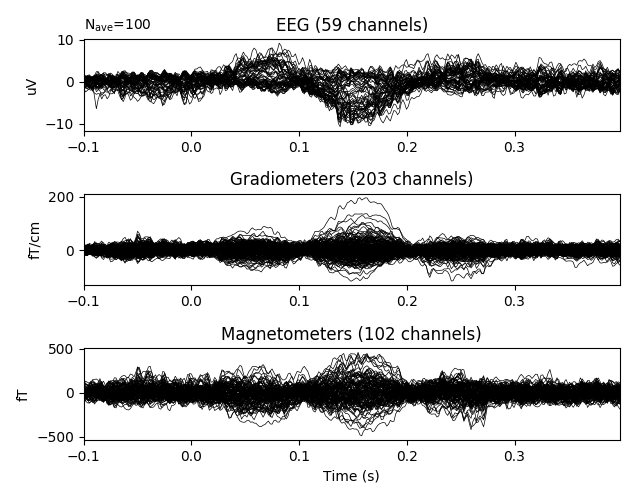 N_ave=100 EEG (59 channels)
10
0
−10
uV
−0.1 0.0 0.1 0.2 0.3
Gradiometers (203 channels)
200
0
fT/cm
−0.1 0.0 0.1 0.2 0.3
Magnetometers (102 channels)
500
0
−500
fT
−0.1 0.0 0.1 0.2 0.3
Time (s)